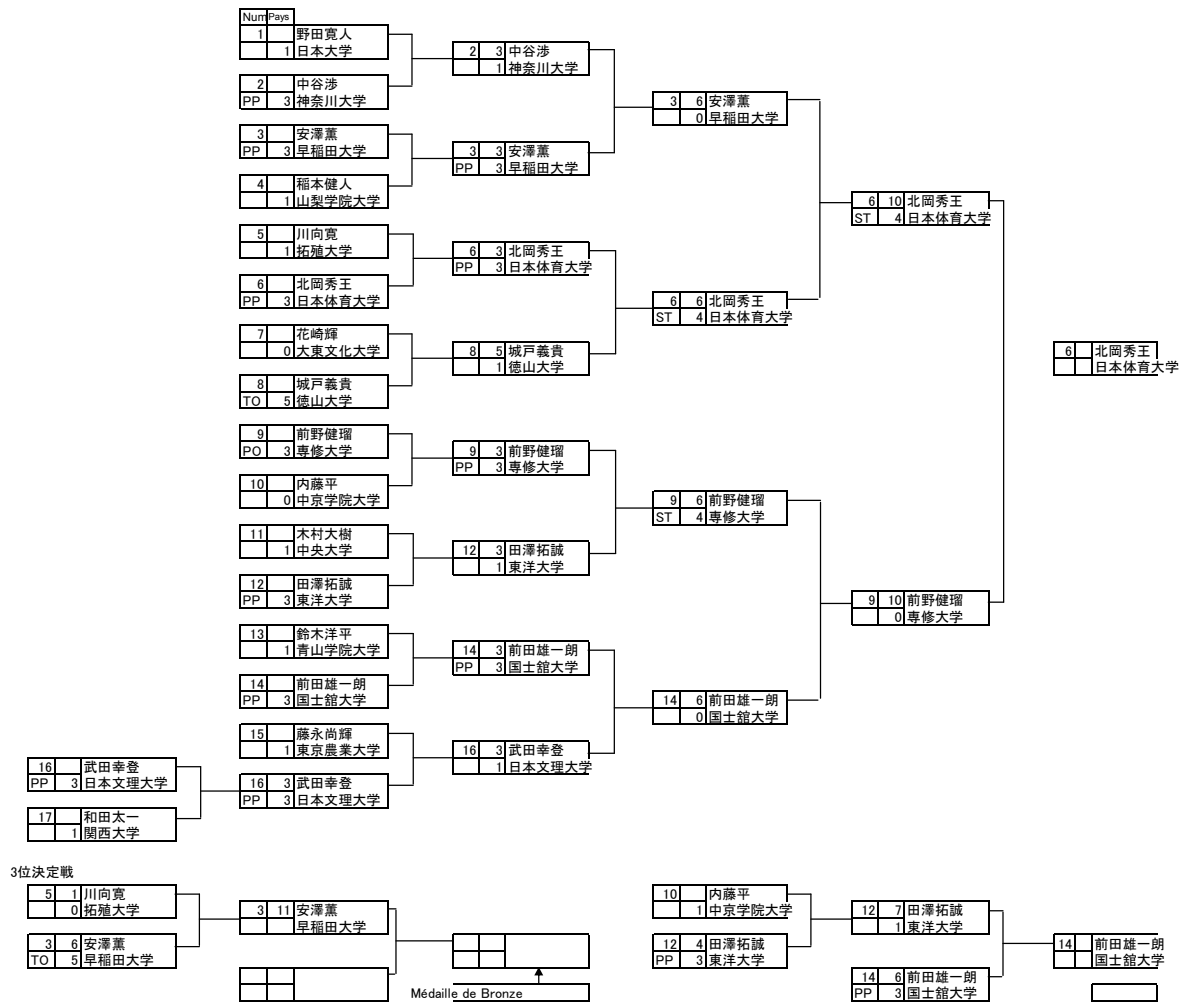 Num Pays
1 野田寛人
1 日本大学
2 中谷渉
PP 3 神奈川大学
3 安澤薫
PP 3 早稲田大学
4 稲本健人
1 山梨学院大学
5 川向寛
1 拓殖大学
6 北岡秀王
PP 3 日本体育大学
7 花崎輝
0 大東文化大学
8 城戸義貴
TO 5 徳山大学
9 前野健瑠
PO 3 専修大学
10 内藤平
0 中京学院大学
11 木村大樹
1 中央大学
12 田澤拓誠
PP 3 東洋大学
13 鈴木洋平
1 青山学院大学
14 前田雄一朗
PP 3 国士舘大学
15 藤永尚輝
1 東京農業大学
16 3 武田幸登
PP 3 日本文理大学
16 武田幸登
PP 3 日本文理大学
17 和田太一
1 関西大学
2 3 中谷渉
1 神奈川大学
3 3 安澤薫
PP 3 早稲田大学
6 3 北岡秀王
PP 3 日本体育大学
8 5 城戸義貴
1 徳山大学
9 3 前野健瑠
PP 3 専修大学
12 3 田澤拓誠
1 東洋大学
14 3 前田雄一朗
PP 3 国士舘大学
16 3 武田幸登
1 日本文理大学
3 6 安澤薫
0 早稲田大学
6 6 北岡秀王
ST 4 日本体育大学
9 6 前野健瑠
ST 4 専修大学
14 6 前田雄一朗
0 国士舘大学
6 10 北岡秀王
ST 4 日本体育大学
9 10 前野健瑠
0 専修大学
6 北岡秀王
日本体育大学
3位決定戦
5 1 川向寛
0 拓殖大学
3 6 安澤薫
TO 5 早稲田大学
3 11 安澤薫
早稲田大学
Médaille de Bronze
10 内藤平
1 中京学院大学
12 4 田澤拓誠
PP 3 東洋大学
12 7 田澤拓誠
1 東洋大学
14 6 前田雄一朗
PP 3 国士舘大学
14 前田雄一朗
国士舘大学